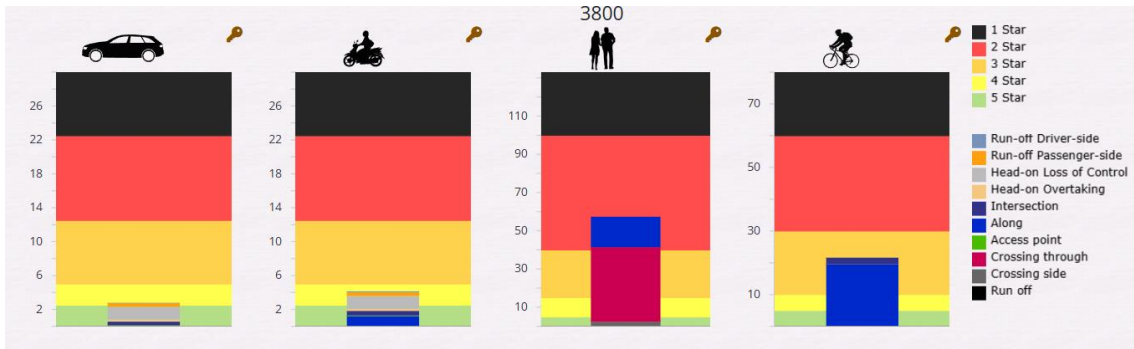 3800
26
22
18
14
10
6
2
26
22
18
14
10
6
2
110
90
70
50
30
10
70
50
30
10
1 Star
2 Star
3 Star
4 Star
5 Star
Run-off Driver-side
Run-off Passenger-side
Head-on Loss of Control
Head-on Overtaking
Intersection
Along
Access point
Crossing through
Crossing side
Run off